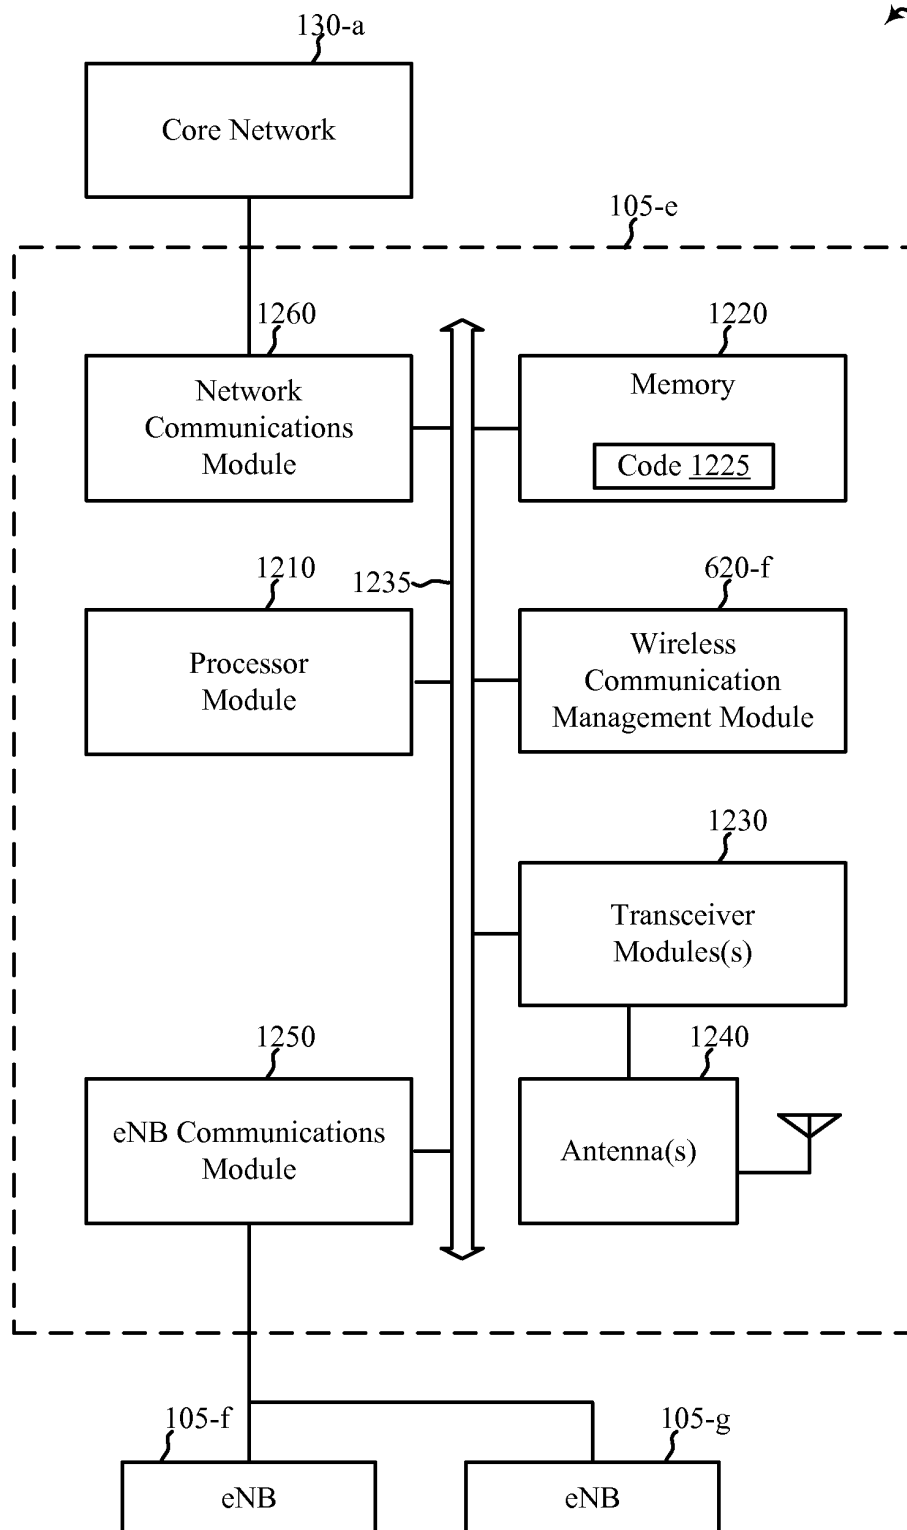 130-a
Core Network
105-e
1260
Network
Communications
Module
1220
Memory
Code 1225
1210
Processor
Module
1235
620-f
Wireless
Communication
Management Module
1230
Transceiver
Modules(s)
1250
eNB Communications
Module
1240
Antenna(s)
105-f
eNB
105-g
eNB